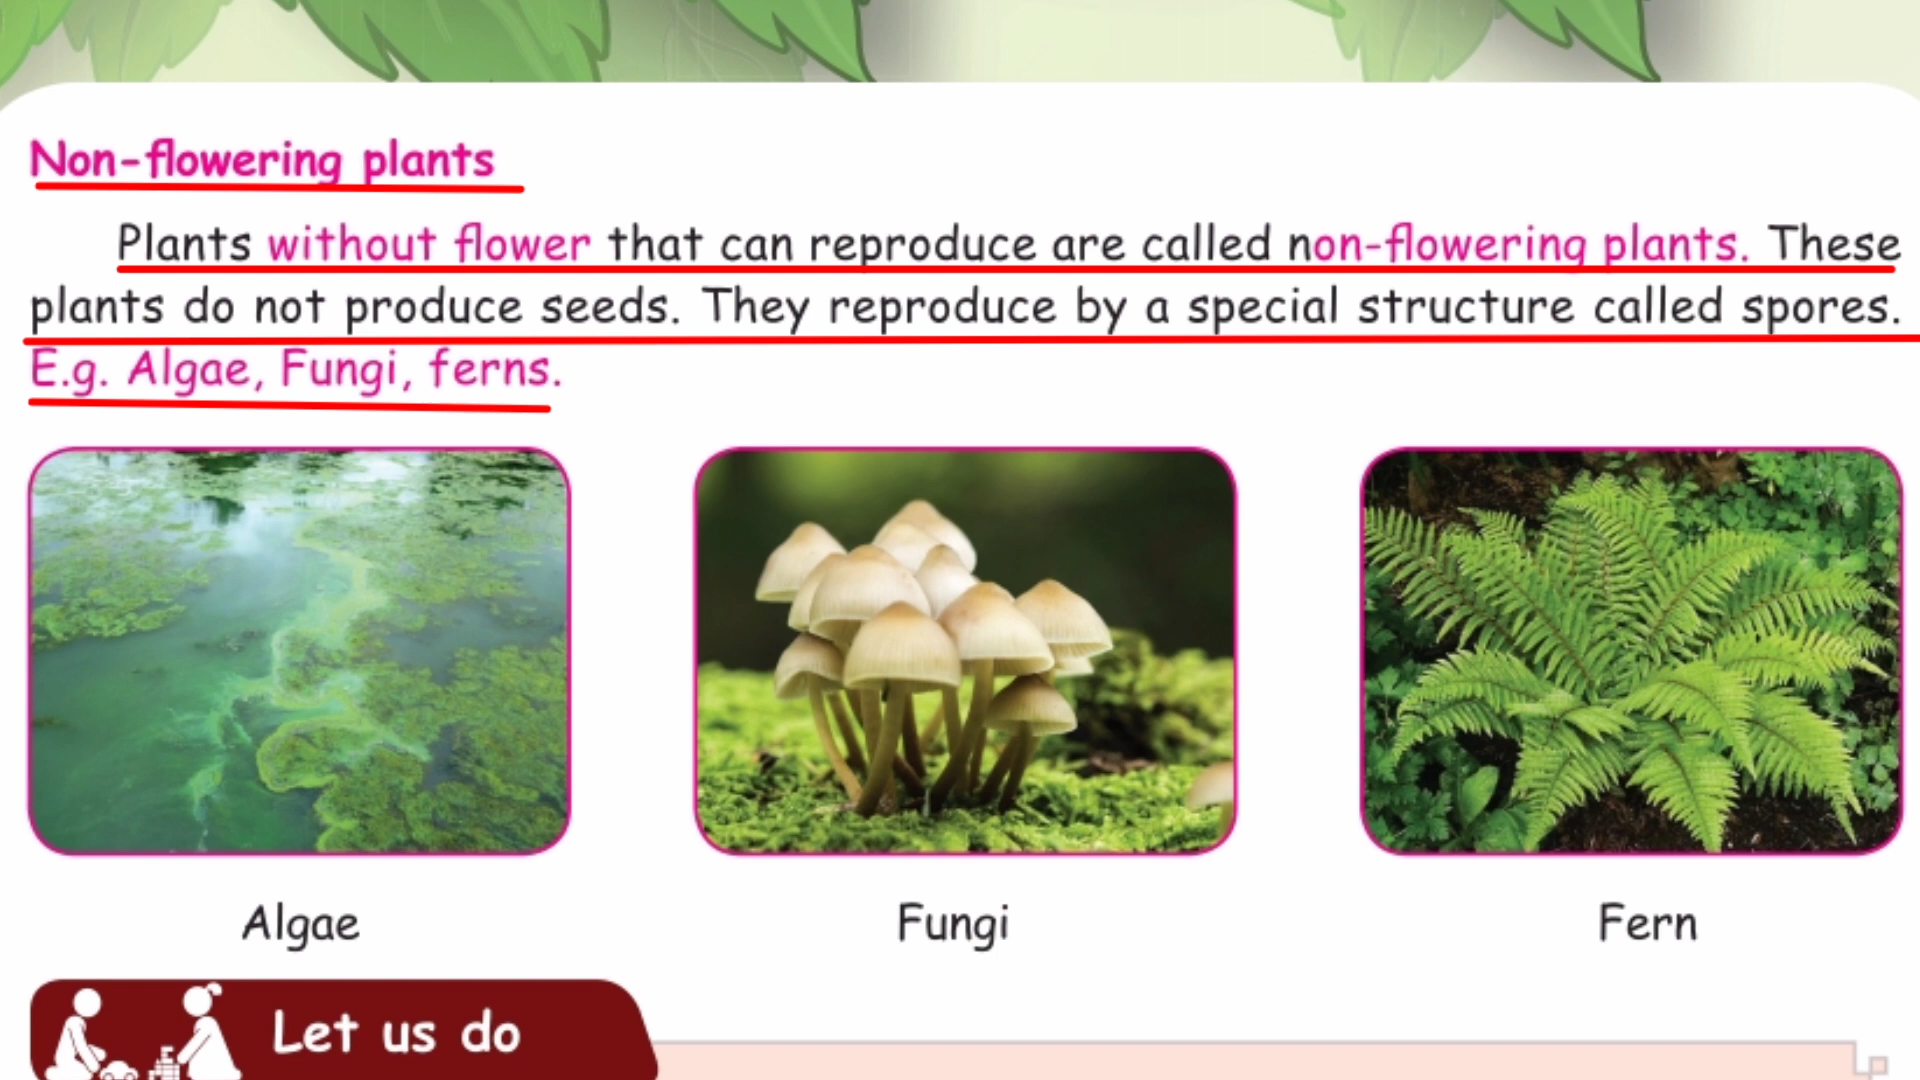 Non-flowering plants
Plants without flower that can reproduce are called non-flowering plants. These
plants do not produce seeds. They reproduce by a special structure called spores.
E.g. Algae, Fungi, ferns.
Algae
Fungi
Fern
Let us do